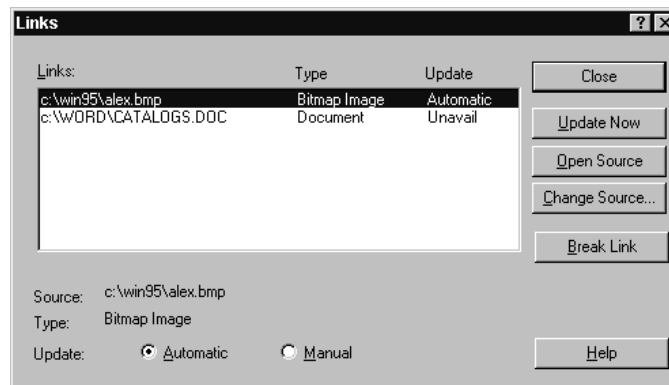 Links
Links: Type Update
c:\win95\alex.bmp Bitmap Image Automatic
c:\WORD\CATALOGS.DOC Document Unavail
Close
Update Now
Open Source
Change Source...
Break Link
Source: c:\win95\alex.bmp
Type: Bitmap Image
Update: Automatic Manual
Help